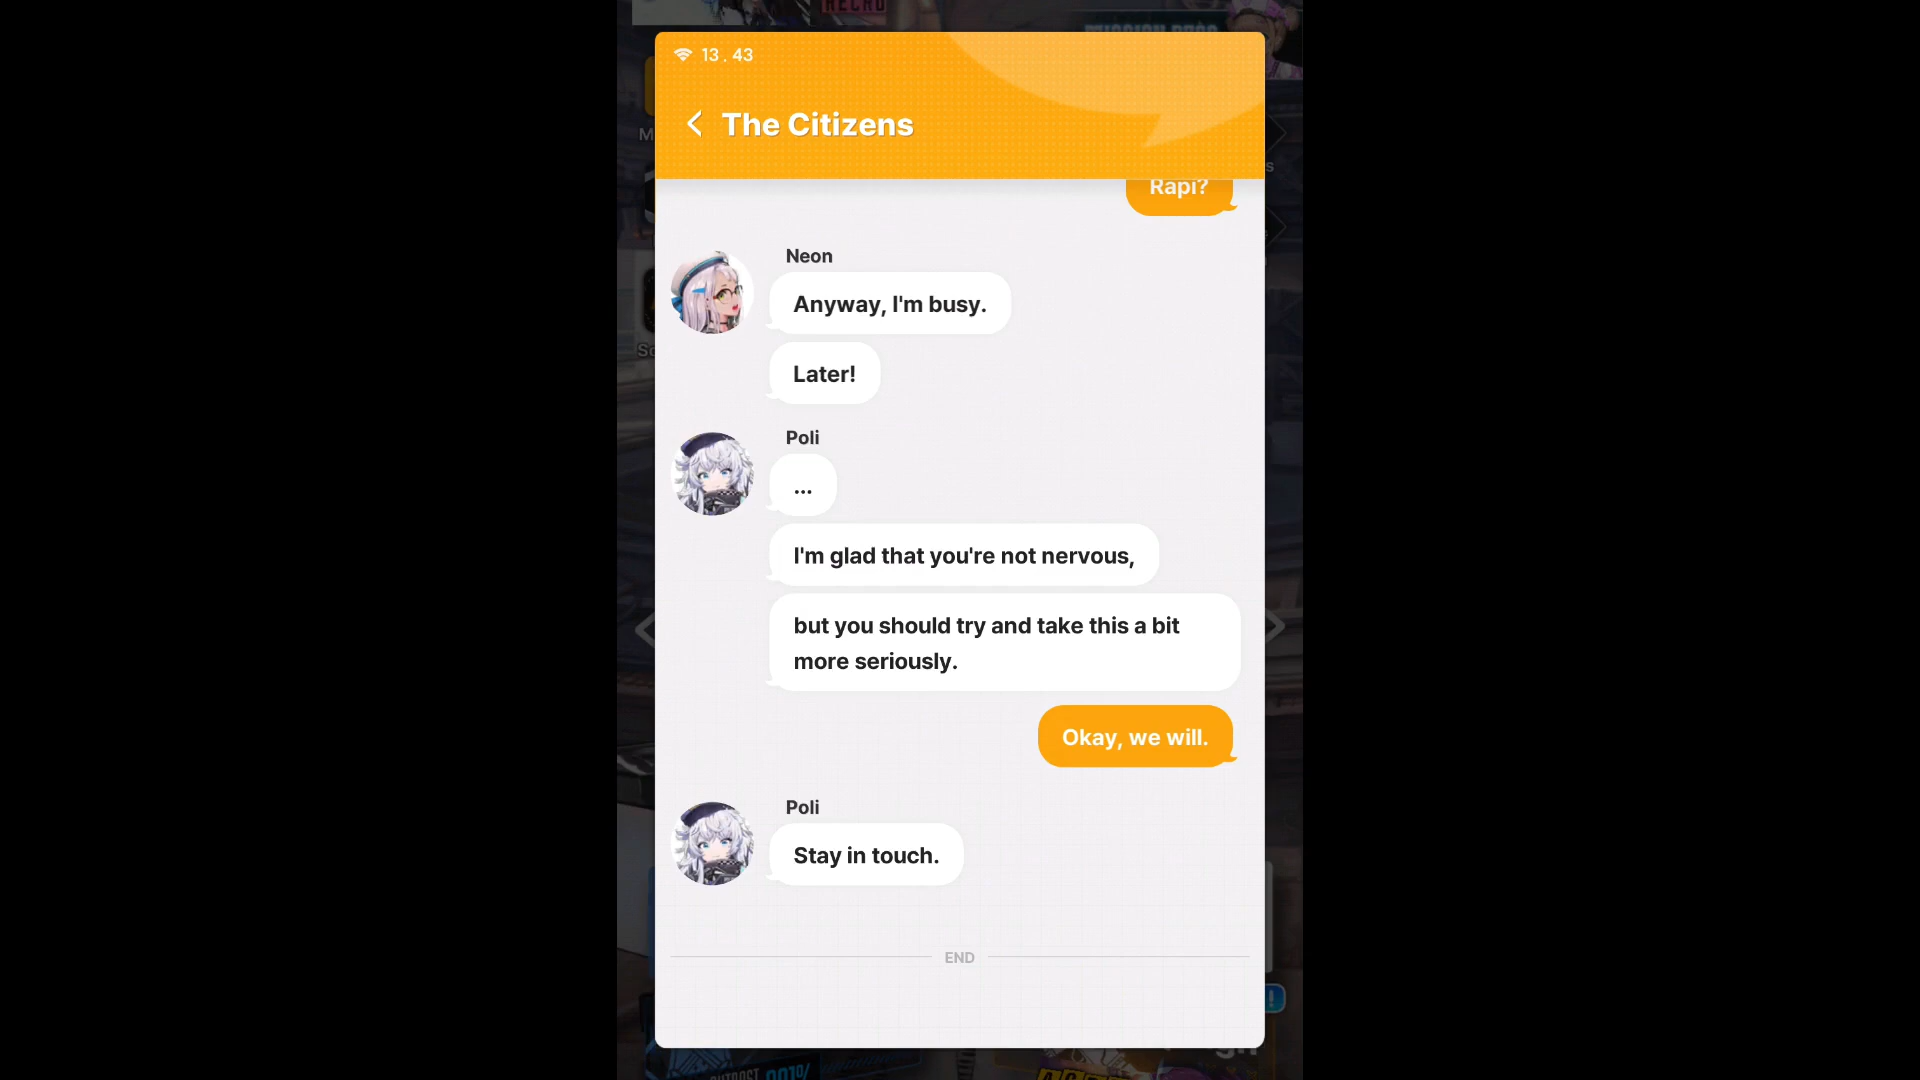 RECRU
13 . 43
The Citizens
Rapi?
Neon
Anyway, I'm busy.
Later!
Poli
...
I'm glad that you're not nervous,
but you should try and take this a bit
more seriously.
Okay, we will.
Poli
Stay in touch.
END